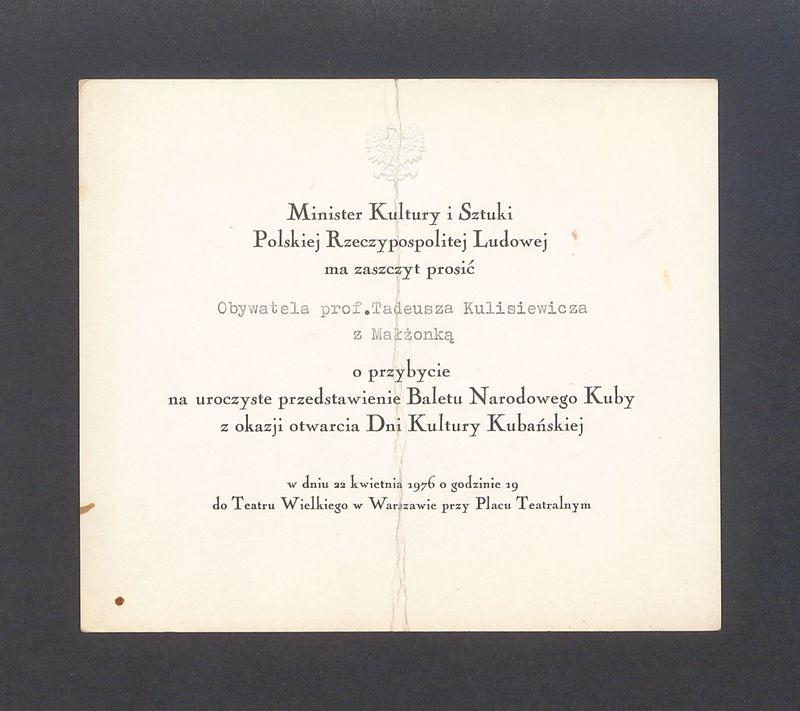 Minister Kultury i Sztuki
Polskiej Rzeczypospolitej Ludowej
ma zaszczyt prosić
Obywatela prof.Tadeusza Kulisiewicza
z Małżonką
o przybycie
na uroczyste przedstawienie Baletu Narodowego Kuby
z okazji otwarcia Dni Kultury Kubańskiej
w dniu 22 kwietnia 1976 o godzinie 19
do Teatru Wielkiego w Warszawie przy Placu Teatralnym